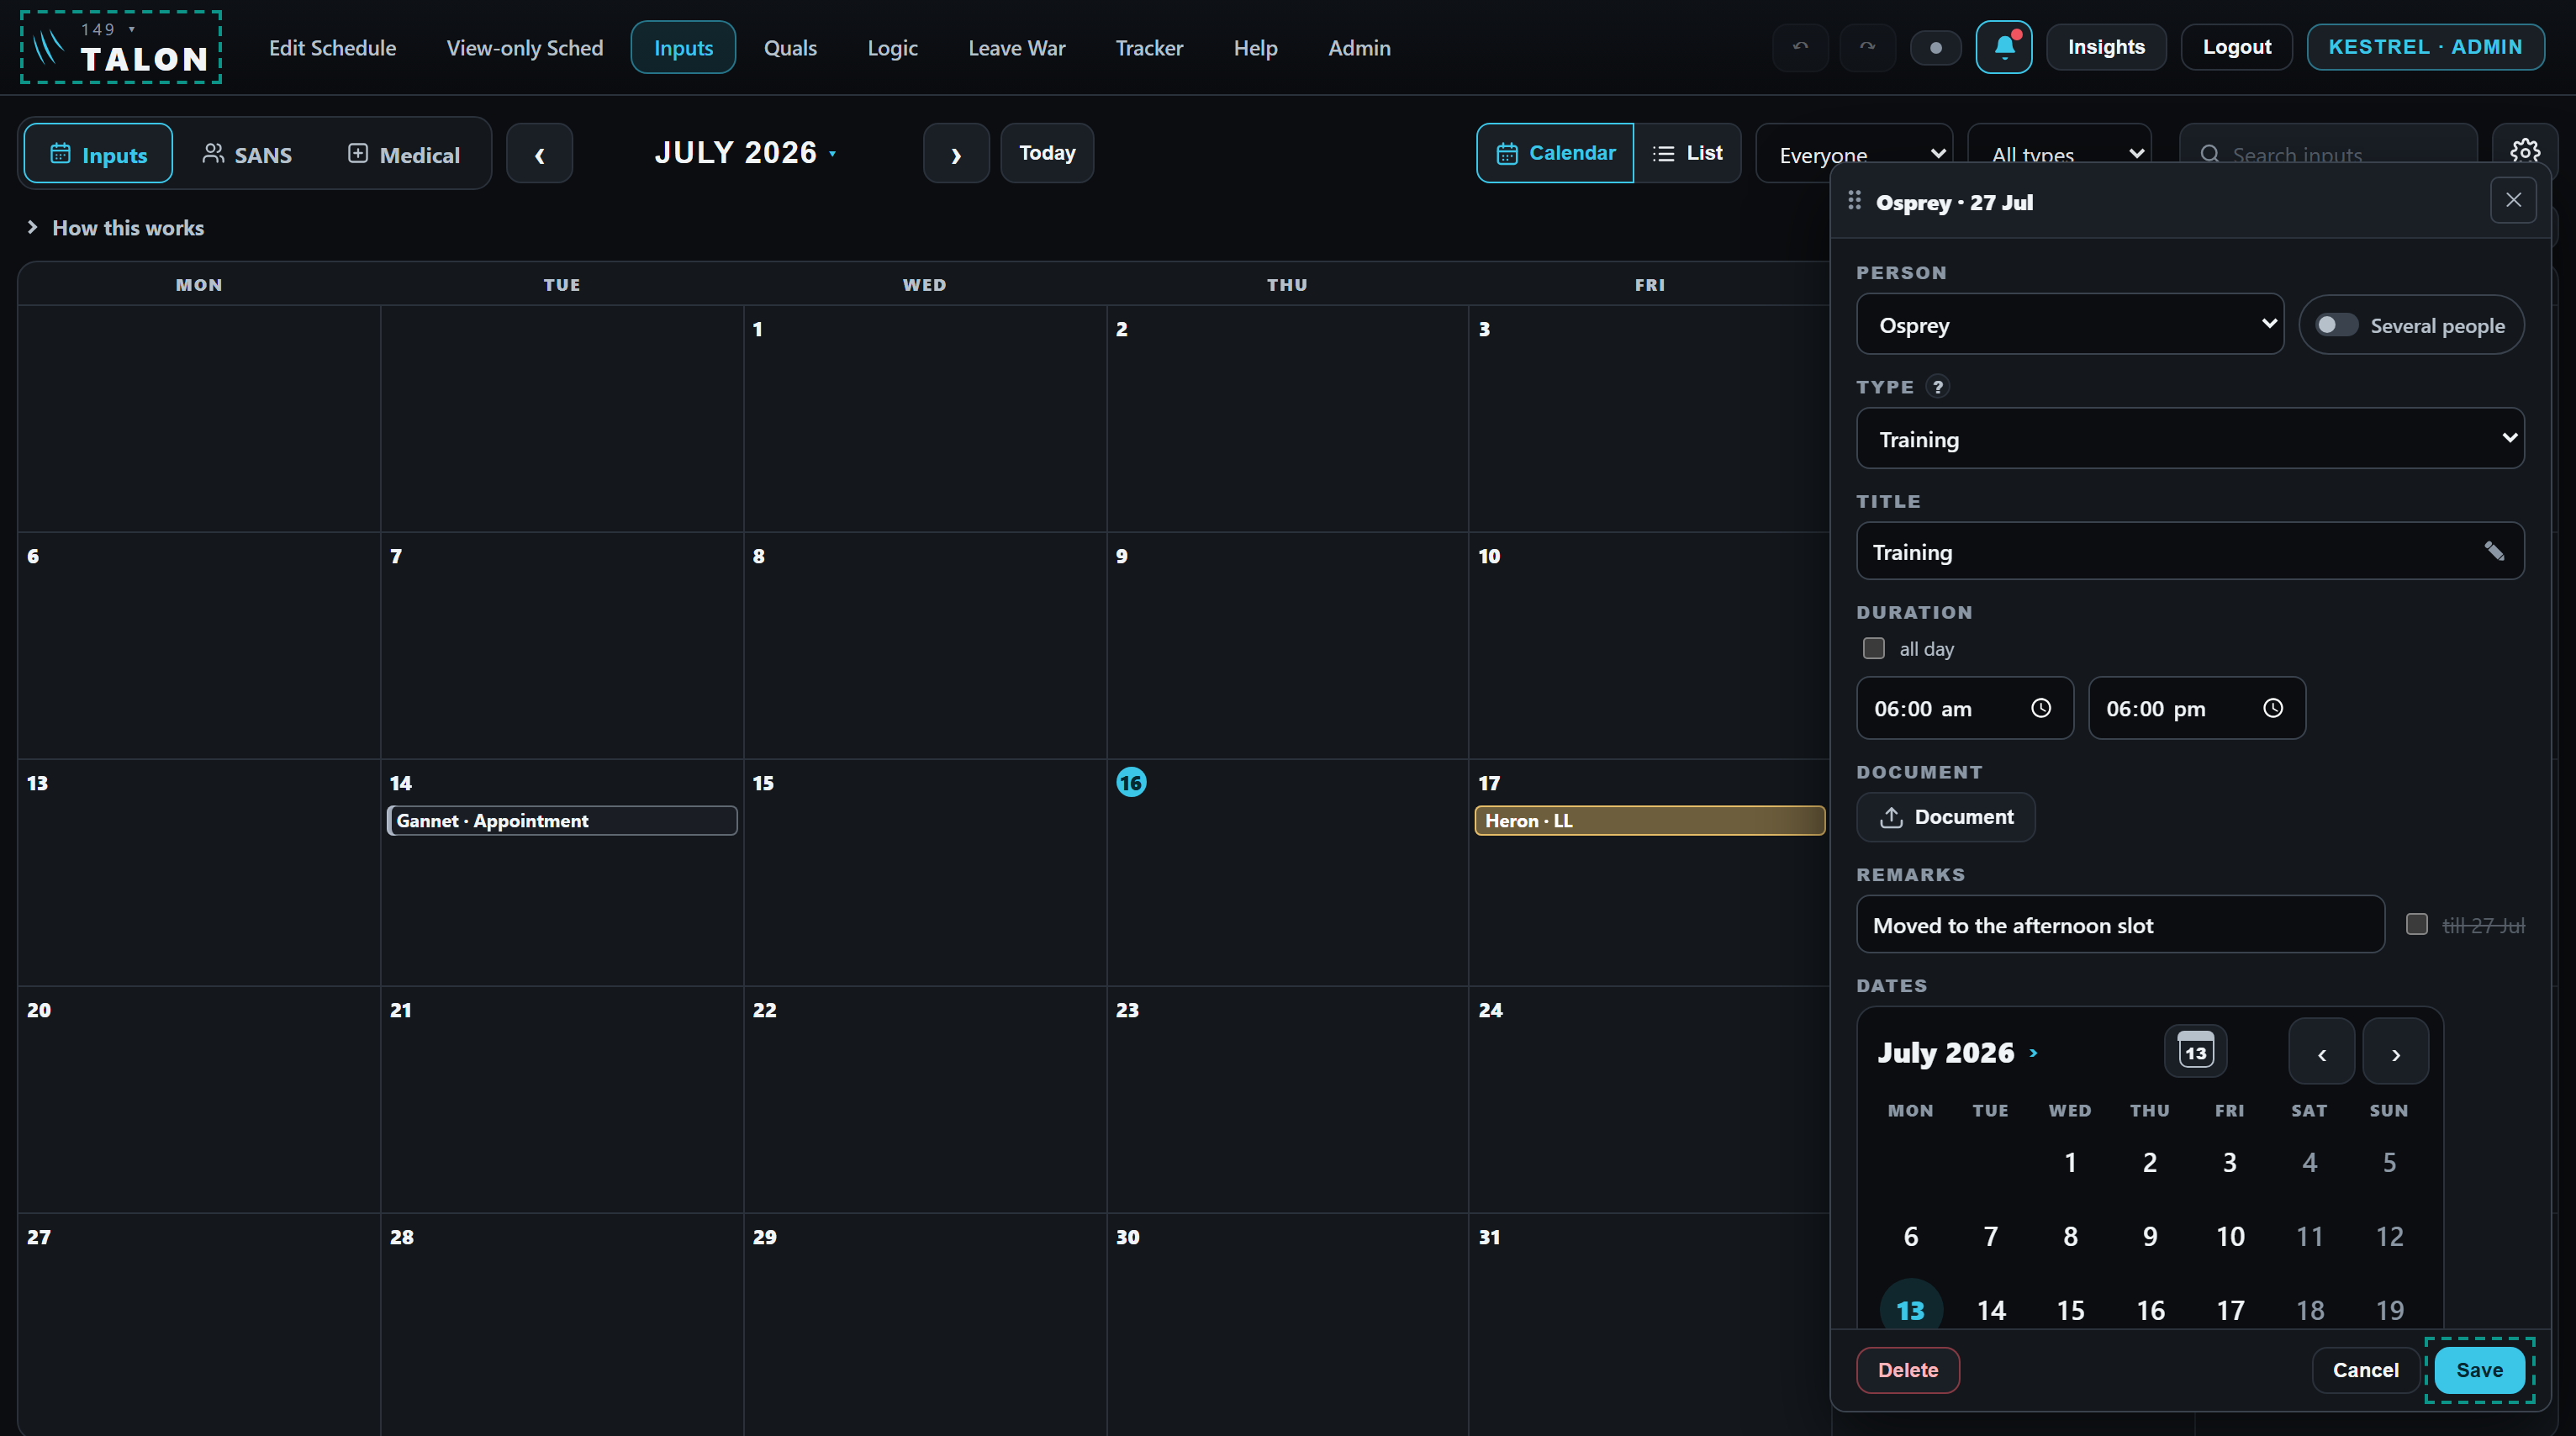 149 ▾
TALON
Edit Schedule View-only Sched Inputs Quals Logic Leave War Tracker Help Admin
Insights Logout KESTREL · ADMIN
Inputs SANS Medical ‹ JULY 2026 ▾ › Today
Calendar List Everyone All types Search inputs
How this works
MON TUE WED THU FRI
1 2 3
6 7 8 9 10
13 14 15 16 17
Gannet · Appointment
Heron · LL
20 21 22 23 24
27 28 29 30 31
Osprey · 27 Jul
PERSON
Osprey Several people
TYPE ?
Training
TITLE
Training
DURATION
all day
06:00 am 06:00 pm
DOCUMENT
Document
REMARKS
Moved to the afternoon slot till 27 Jul
DATES
July 2026 › 13 ‹ ›
MON TUE WED THU FRI SAT SUN
1 2 3 4 5
6 7 8 9 10 11 12
13 14 15 16 17 18 19
Delete Cancel Save